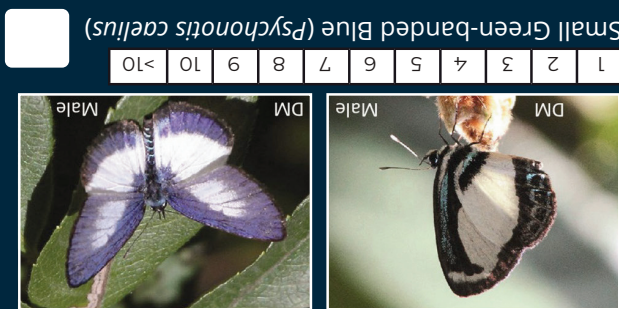 DM Male DM Male
1 2 3 4 5 6 7 8 9 10 >10
Small Green-banded Blue (Psychonotis caelius)